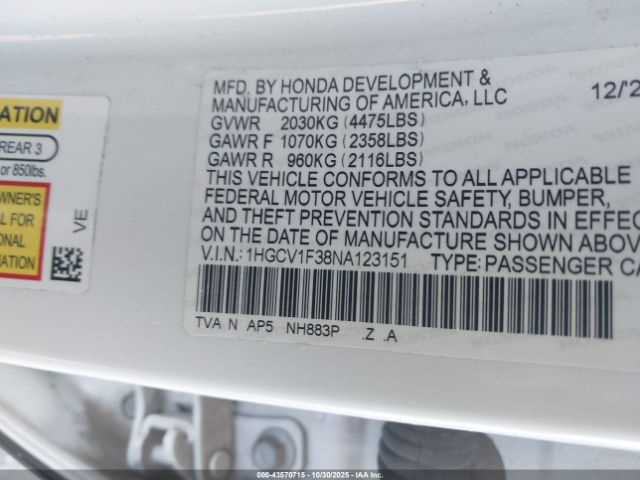 MFD. BY HONDA DEVELOPMENT &
MANUFACTURING OF AMERICA, LLC 12/2
GVWR 2030KG (4475LBS)
GAWR F 1070KG (2358LBS)
GAWR R 960KG (2116LBS)
THIS VEHICLE CONFORMS TO ALL APPLICABLE
FEDERAL MOTOR VEHICLE SAFETY, BUMPER,
AND THEFT PREVENTION STANDARDS IN EFFEC
ON THE DATE OF MANUFACTURE SHOWN ABOV
V.I.N.: 1HGCV1F38NA123151 TYPE: PASSENGER CA
TVA N AP5 NH883P .Z .A
ATION
REAR 3
or 850lbs.
WNER'S
AL FOR
ONAL
MATION
VE
000-43570715 - 10/30/2025 - IAAI, Inc.